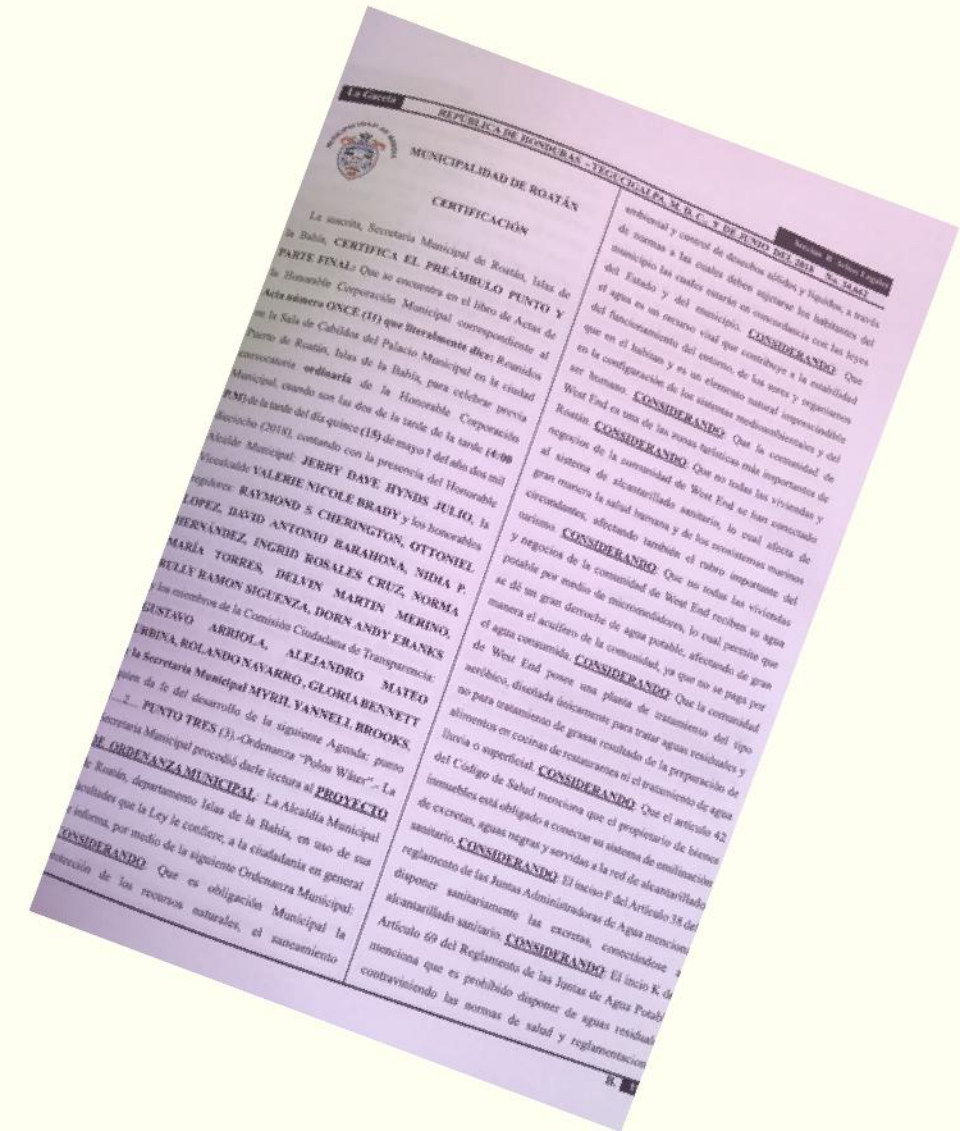 La Gaceta
REPÚBLICA DE HONDURAS - TEGUCIGALPA, M. D. C., 9 DE JUNIO DEL 2018 No. 34,662
Sección B Avisos Legales
MUNICIPALIDAD DE ROATÁN
CERTIFICACIÓN
La suscrita, Secretaria Municipal de Roatán, Islas de
la Bahía, CERTIFICA EL PREÁMBULO PUNTO Y
PARTE FINAL: Que se encuentra en el libro de Actas de
la Honorable Corporación Municipal correspondiente al
Acta número ONCE (11) que literalmente dice: Reunidos
en la Sala de Cabildos del Palacio Municipal en la ciudad
Puerto de Roatán, Islas de la Bahía, para celebrar previa
convocatoria ordinaria de la Honorable Corporación
Municipal, cuando son las dos de la tarde de la tarde
P.M) de la tarde del día quince (15) de mayo l del año dos mil
dieciocho (2018), contando con la presencia del Honorable
Alcalde Municipal: JERRY DAVE HYNDS JULIO, la
Vicealcalde VALERIE NICOLE BRADY y los honorables
regidores: RAYMOND S CHERINGTON, OTTONIEL
LOPEZ, DAVID ANTONIO BARAHONA, NIDIA P.
HERNÁNDEZ, INGRID ROSALES CRUZ, NORMA
MARÍA TORRES, DELVIN MARTIN MERINO,
RULLY RAMON SIGUENZA, DORN ANDY EBANKS
y los miembros de la Comisión Ciudadana de Transparencia:
GUSTAVO ARRIOLA, ALEJANDRO MATEO
URBINA, ROLANDO NAVARRO, GLORIA BENNETT
y la Secretaria Municipal MYRIL YANNELL BROOKS,
quien da fe del desarrollo de la siguiente Agenda: punto
...2... PUNTO TRES (3).-Ordenanza "Polos Wáter".- La
Secretaria Municipal procedió darle lectura al PROYECTO
DE ORDENANZA MUNICIPAL: La Alcaldía Municipal
de Roatán, departamento Islas de la Bahía, en uso de sus
facultades que la Ley le confiere, a la ciudadanía en general
informa, por medio de la siguiente Ordenanza Municipal:
CONSIDERANDO: Que es obligación Municipal la
protección de los recursos naturales, el saneamiento
ambiental y control de desechos sólidos y líquidos, a través
de normas a las cuales deben sujetarse los habitantes del
municipio las cuales estarán en concordancia con las leyes
del Estado y del municipio. CONSIDERANDO: Que
el agua es un recurso vital que contribuye a la estabilidad
del funcionamiento del entorno, de los seres y organismos
que en el habitan y es un elemento natural imprescindible
en la configuración de los sistemas medioambientales y del
ser humano. CONSIDERANDO: Que la comunidad de
West End es una de las zonas turísticas más importantes de
Roatán. CONSIDERANDO: Que no todas las viviendas y
negocios de la comunidad de West End se han conectado
al sistema de alcantarillado sanitario, lo cual afecta de
gran manera la salud humana y de los ecosistemas marinos
circundantes, afectando también el rubro importante del
turismo. CONSIDERANDO: Que no todas las viviendas
y negocios de la comunidad de West End reciben su agua
potable por medio de micromedidores, lo cual permite que
se dé un gran derroche de agua potable, afectando de gran
manera el acuífero de la comunidad, ya que no se paga por
el agua consumida. CONSIDERANDO: Que la comunidad
de West End posee una planta de tratamiento del tipo
aeróbico, diseñada únicamente para tratar aguas residuales y
no para tratamiento de grasas resultado de la preparación de
alimentos en cocinas de restaurantes ni el tratamiento de agua
lluvia o superficial. CONSIDERANDO: Que el artículo 42
del Código de Salud menciona que el propietario de bienes
inmuebles está obligado a conectar su sistema de
de excretas, aguas negras y servidas a la red de alcantarillado
sanitario. CONSIDERANDO: El inciso F del Artículo 38 del
reglamento de las Juntas Administradoras de Agua
disponer sanitariamente las excretas, conectándose
alcantarillado sanitario. CONSIDERANDO: El incio K
Artículo 69 del Reglamento de las Juntas de Agua
menciona que es prohibido disponer de aguas
contraviniendo las normas de salud y
B.